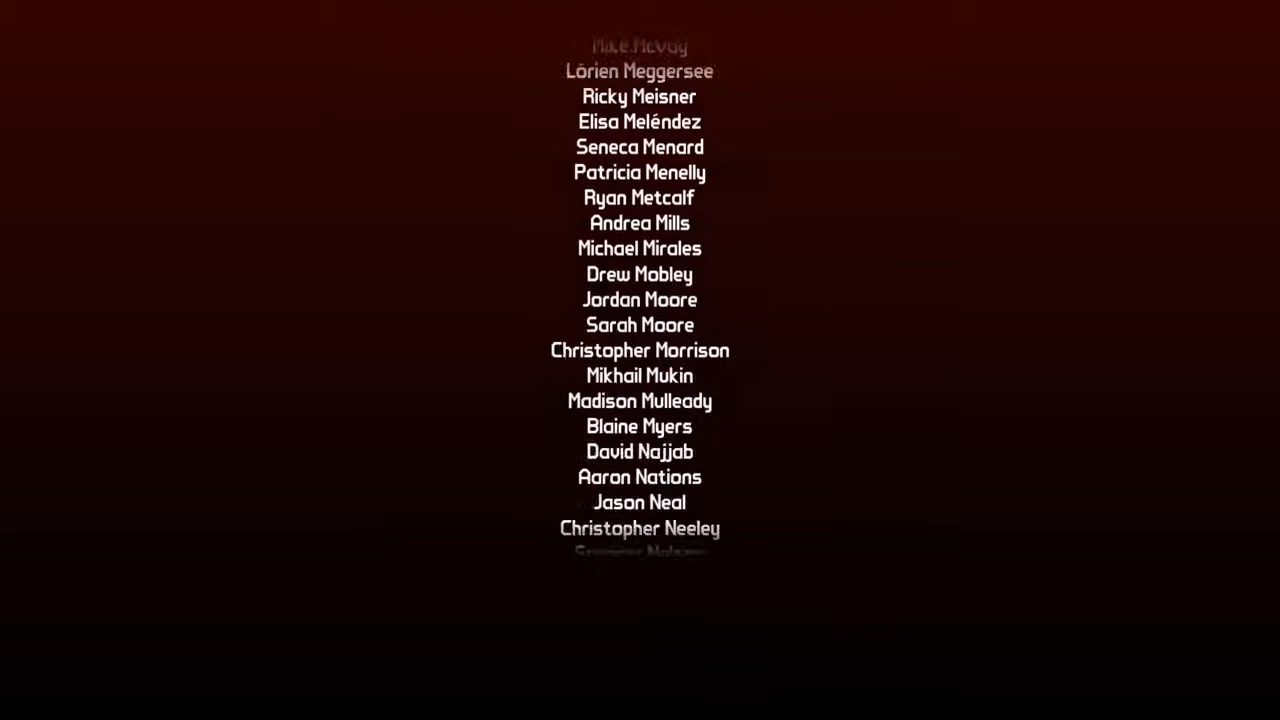 Mike McVay
Lórien Meggersee
Ricky Meisner
Elisa Meléndez
Seneca Menard
Patricia Menelly
Ryan Metcalf
Andrea Mills
Michael Mirales
Drew Mobley
Jordan Moore
Sarah Moore
Christopher Morrison
Mikhail Mukin
Madison Mulleady
Blaine Myers
David Najjab
Aaron Nations
Jason Neal
Christopher Neeley